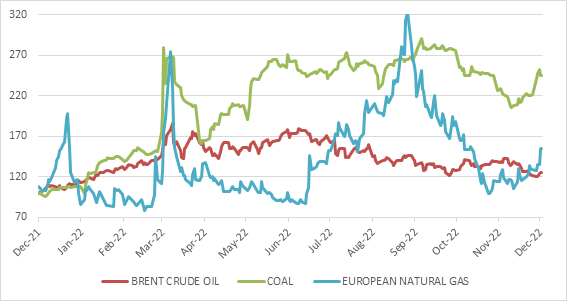 320
270
220
170
120
70
Dec-21
Jan-22
Feb-22
Mar-22
Apr-22
May-22
Jun-22
Jul-22
Aug-22
Sep-22
Oct-22
Nov-22
Dec-22
BRENT CRUDE OIL COAL EUROPEAN NATURAL GAS